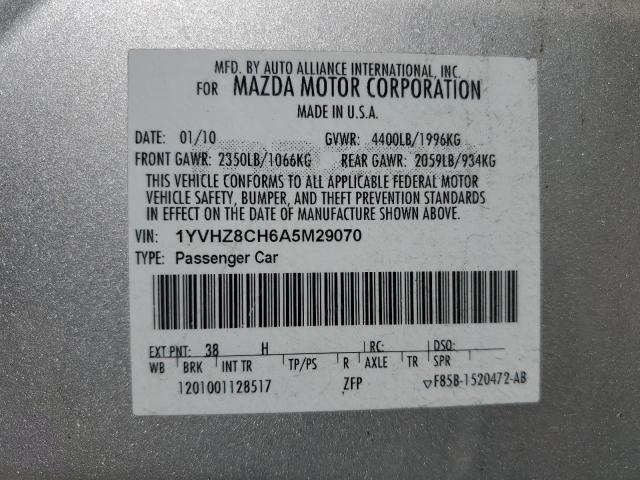 MFD. BY AUTO ALLIANCE INTERNATIONAL, INC.
FOR MAZDA MOTOR CORPORATION
MADE IN U.S.A.
DATE: 01/10 GVWR: 4400LB/1996KG
FRONT GAWR: 2350LB/1066KG REAR GAWR: 2059LB/934KG
THIS VEHICLE CONFORMS TO ALL APPLICABLE FEDERAL MOTOR
VEHICLE SAFETY, BUMPER, AND THEFT PREVENTION STANDARDS
IN EFFECT ON THE DATE OF MANUFACTURE SHOWN ABOVE.
VIN: 1YVHZ8CH6A5M29070
TYPE: Passenger Car
EXT PNT: 38 H RC: DSO:
WB BRK INT TR TP/PS R AXLE TR SPR
1201001128517 ZFP ▽F85B-1520472-AB